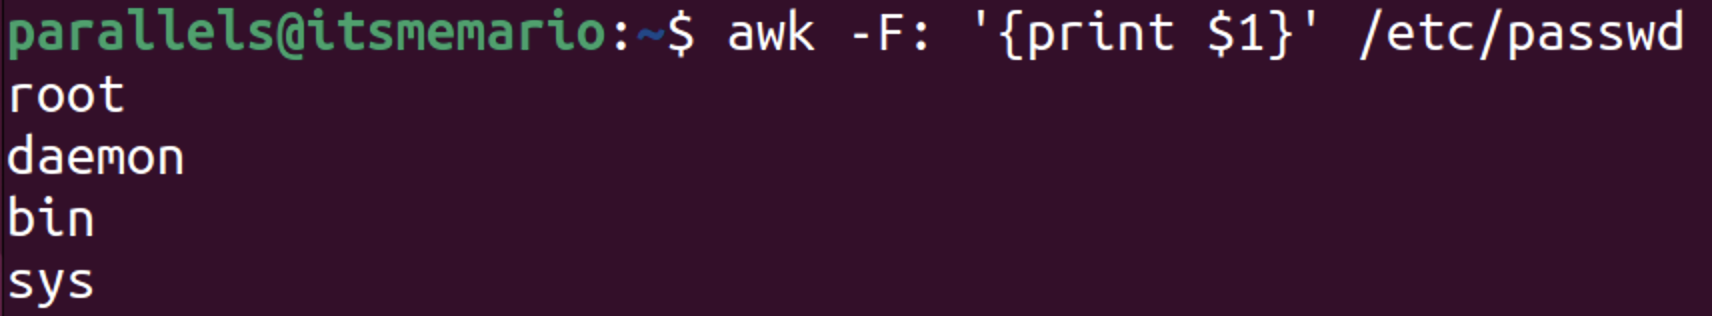 parallels@itsmemario:~$ awk -F: '{print $1}' /etc/passwd
root
daemon
bin
sys